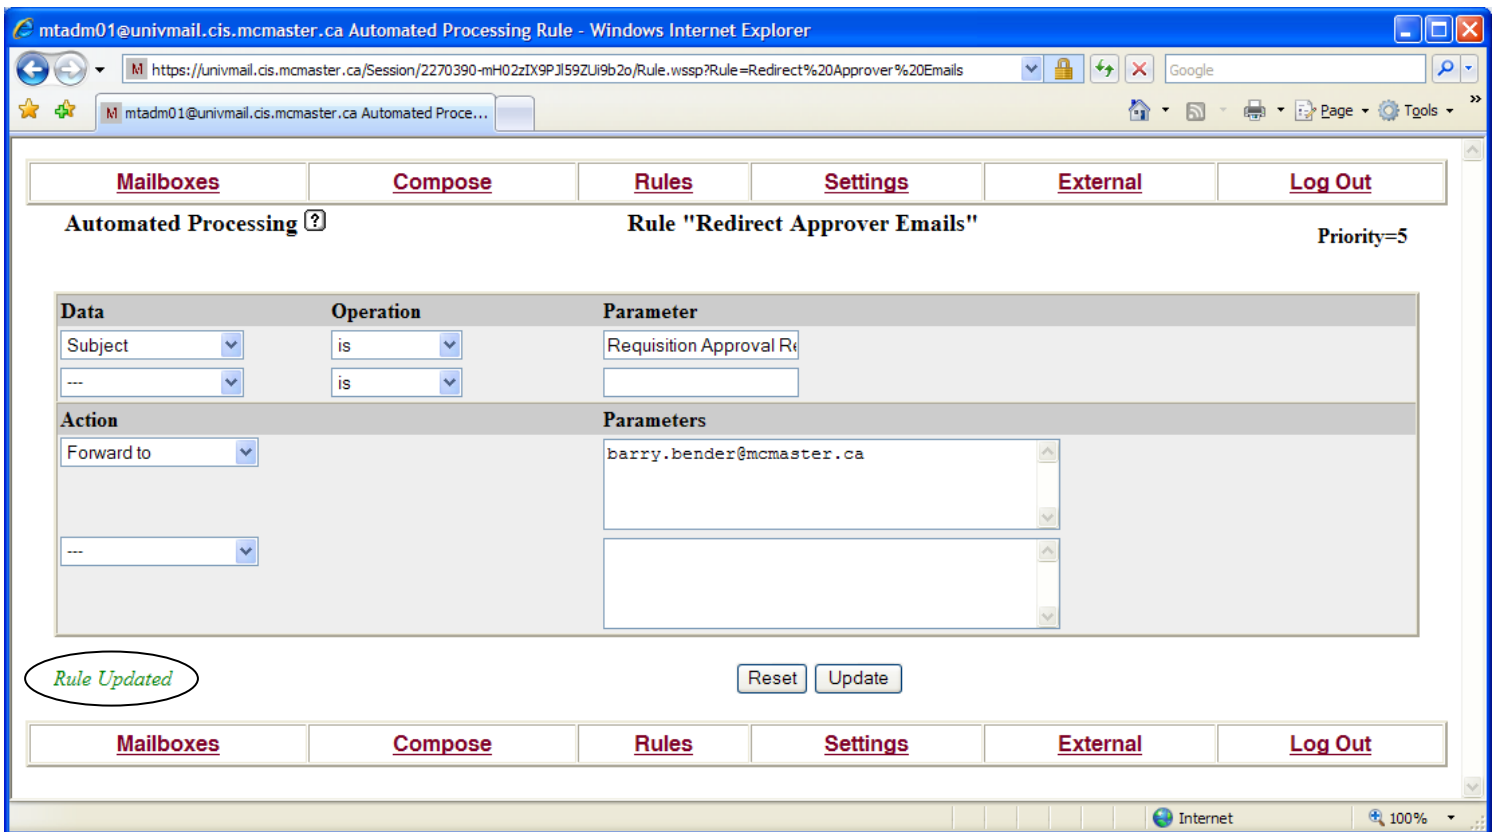 mtadm01@univmail.cis.mcmaster.ca Automated Processing Rule - Windows Internet Explorer
https://univmail.cis.mcmaster.ca/Session/2270390-mH02zIX9PJl59ZUi9b2o/Rule.wssp?Rule=Redirect%20Approver%20Emails Google
mtadm01@univmail.cis.mcmaster.ca Automated Proce... Page Tools »
Mailboxes Compose Rules Settings External Log Out
Automated Processing ? Rule "Redirect Approver Emails" Priority=5
Data Operation Parameter
Subject is Requisition Approval Re
--- is
Action Parameters
Forward to barry.bender@mcmaster.ca
---
Rule Updated Reset Update
Mailboxes Compose Rules Settings External Log Out
Internet 100%